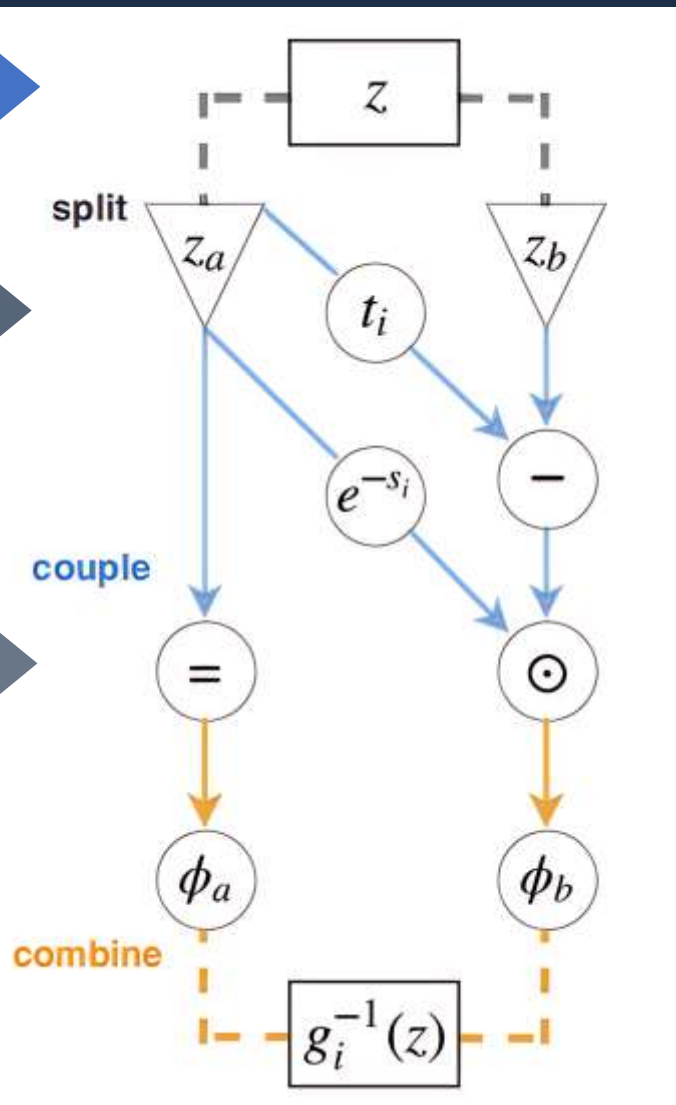 z
split
z_a
z_b
t_i
−
e^{-s_i}
couple
=
⊙
ϕ_a
ϕ_b
combine
g_i^{-1}(z)